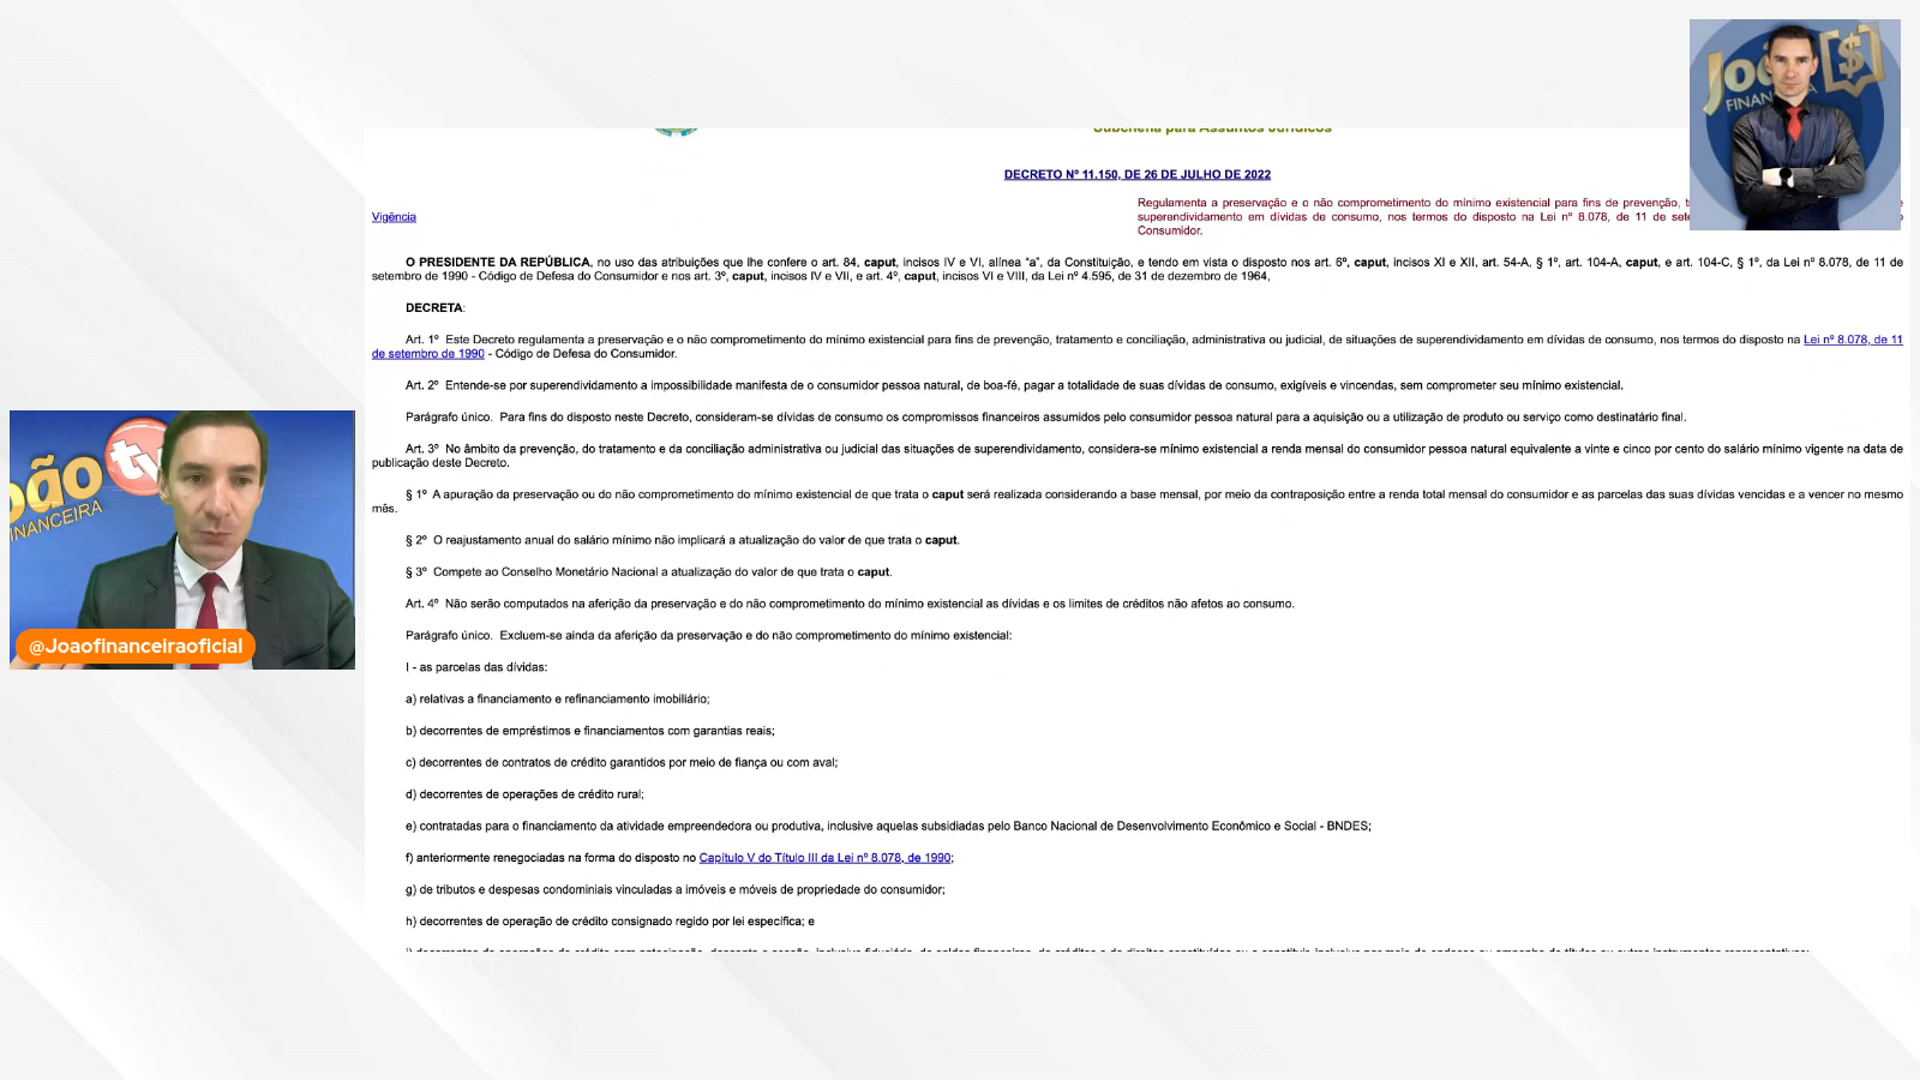 Subchefia para Assuntos Jurídicos
DECRETO Nº 11.150, DE 26 DE JULHO DE 2022
Vigência
Regulamenta a preservação e o não comprometimento do mínimo existencial para fins de prevenção,
superendividamento em dívidas de consumo, nos termos do disposto na Lei nº 8.078, de 11 de
Consumidor.
O PRESIDENTE DA REPÚBLICA, no uso das atribuições que lhe confere o art. 84, caput, incisos IV e VI, alínea “a”, da Constituição, e tendo em vista o disposto nos art. 6º, caput, incisos XI e XII, art. 54-A, § 1º, art. 104-A, caput, e art. 104-C, § 1º, da Lei nº 8.078, de 11 de
setembro de 1990 - Código de Defesa do Consumidor e nos art. 3º, caput, incisos IV e VII, e art. 4º, caput, incisos VI e VIII, da Lei nº 4.595, de 31 de dezembro de 1964,
DECRETA:
Art. 1º Este Decreto regulamenta a preservação e o não comprometimento do mínimo existencial para fins de prevenção, tratamento e conciliação, administrativa ou judicial, de situações de superendividamento em dívidas de consumo, nos termos do disposto na Lei nº 8.078, de 11
de setembro de 1990 - Código de Defesa do Consumidor.
Art. 2º Entende-se por superendividamento a impossibilidade manifesta de o consumidor pessoa natural, de boa-fé, pagar a totalidade de suas dívidas de consumo, exigíveis e vincendas, sem comprometer seu mínimo existencial.
Parágrafo único. Para fins do disposto neste Decreto, consideram-se dívidas de consumo os compromissos financeiros assumidos pelo consumidor pessoa natural para a aquisição ou a utilização de produto ou serviço como destinatário final.
Art. 3º No âmbito da prevenção, do tratamento e da conciliação administrativa ou judicial das situações de superendividamento, considera-se mínimo existencial a renda mensal do consumidor pessoa natural equivalente a vinte e cinco por cento do salário mínimo vigente na data de
publicação deste Decreto.
§ 1º A apuração da preservação ou do não comprometimento do mínimo existencial de que trata o caput será realizada considerando a base mensal, por meio da contraposição entre a renda total mensal do consumidor e as parcelas das suas dívidas vencidas e a vencer no mesmo
mês.
§ 2º O reajustamento anual do salário mínimo não implicará a atualização do valor de que trata o caput.
§ 3º Compete ao Conselho Monetário Nacional a atualização do valor de que trata o caput.
Art. 4º Não serão computados na aferição da preservação e do não comprometimento do mínimo existencial as dívidas e os limites de créditos não afetos ao consumo.
Parágrafo único. Excluem-se ainda da aferição da preservação e do não comprometimento do mínimo existencial:
I - as parcelas das dívidas:
a) relativas a financiamento e refinanciamento imobiliário;
b) decorrentes de empréstimos e financiamentos com garantias reais;
c) decorrentes de contratos de crédito garantidos por meio de fiança ou com aval;
d) decorrentes de operações de crédito rural;
e) contratadas para o financiamento da atividade empreendedora ou produtiva, inclusive aquelas subsidiadas pelo Banco Nacional de Desenvolvimento Econômico e Social - BNDES;
f) anteriormente renegociadas na forma do disposto no Capítulo V do Título III da Lei nº 8.078, de 1990;
g) de tributos e despesas condominiais vinculadas a imóveis e móveis de propriedade do consumidor;
h) decorrentes de operação de crédito consignado regido por lei específica; e
oão tv
INANCEIRA
@Joaofinanceiraoficial
Joã $
FINAN A